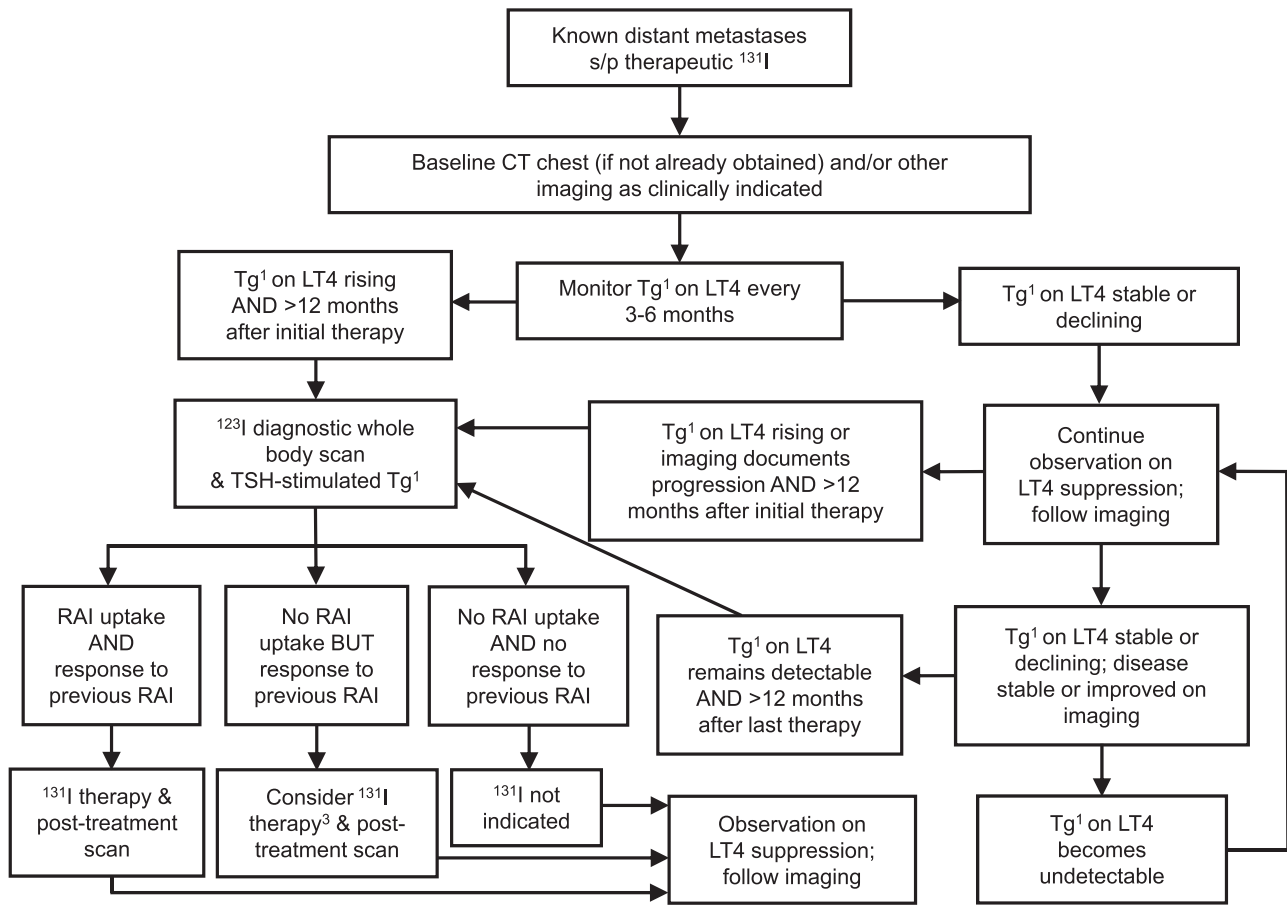 Known distant metastases
s/p therapeutic ¹³¹I
Baseline CT chest (if not already obtained) and/or other
imaging as clinically indicated
Tg¹ on LT4 rising
AND >12 months
after initial therapy
Monitor Tg¹ on LT4 every
3-6 months
Tg¹ on LT4 stable or
declining
¹²³I diagnostic whole
body scan
& TSH-stimulated Tg¹
Tg¹ on LT4 rising or
imaging documents
progression AND >12
months after initial therapy
Continue
observation on
LT4 suppression;
follow imaging
RAI uptake
AND
response to
previous RAI
No RAI
uptake BUT
response to
previous RAI
No RAI uptake
AND no
response to
previous RAI
Tg¹ on LT4
remains detectable
AND >12 months
after last therapy
Tg¹ on LT4 stable or
declining; disease
stable or improved on
imaging
¹³¹I therapy &
post-treatment
scan
Consider ¹³¹I
therapy³ & post-
treatment scan
¹³¹I not
indicated
Observation on
LT4 suppression;
follow imaging
Tg¹ on LT4
becomes
undetectable